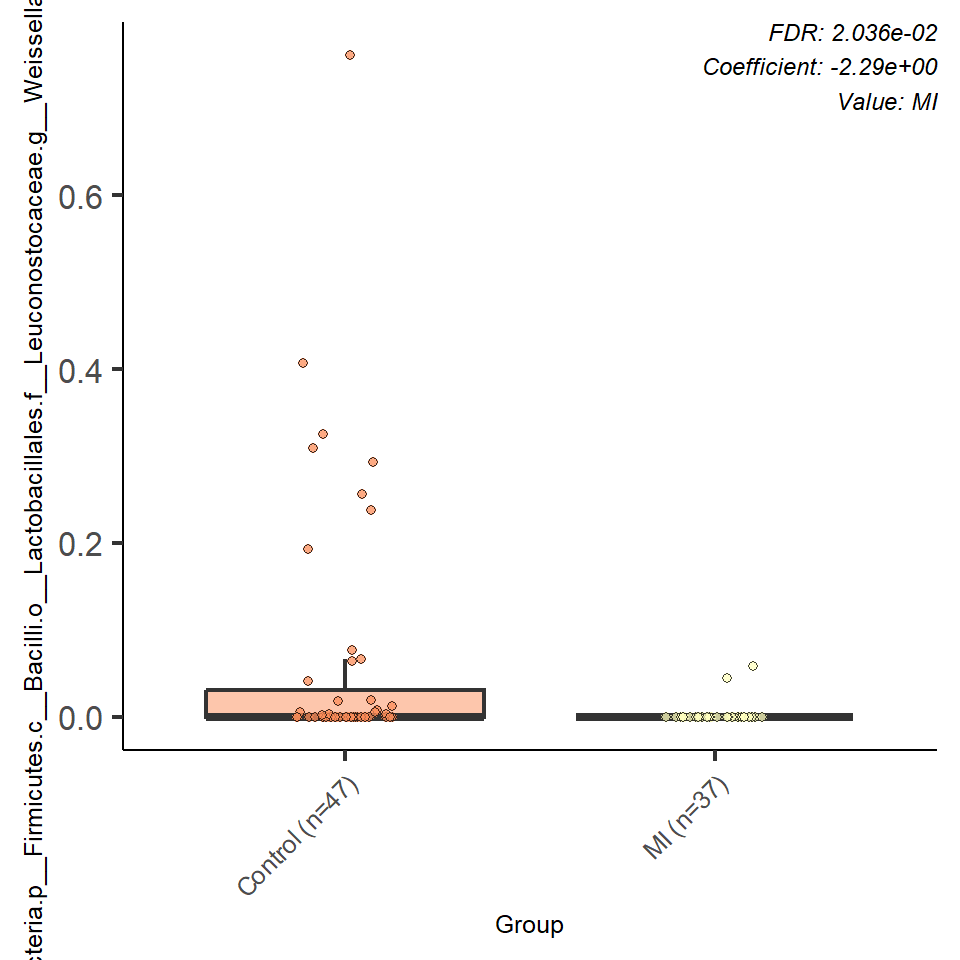 FDR: 2.036e-02
Coefficient: -2.29e+00
Value: MI
cteria.p__Firmicutes.c__Bacilli.o__Lactobacillales.f__Leuconostocaceae.g__Weissella
0.6
0.4
0.2
0.0
Control (n=47)
MI (n=37)
Group